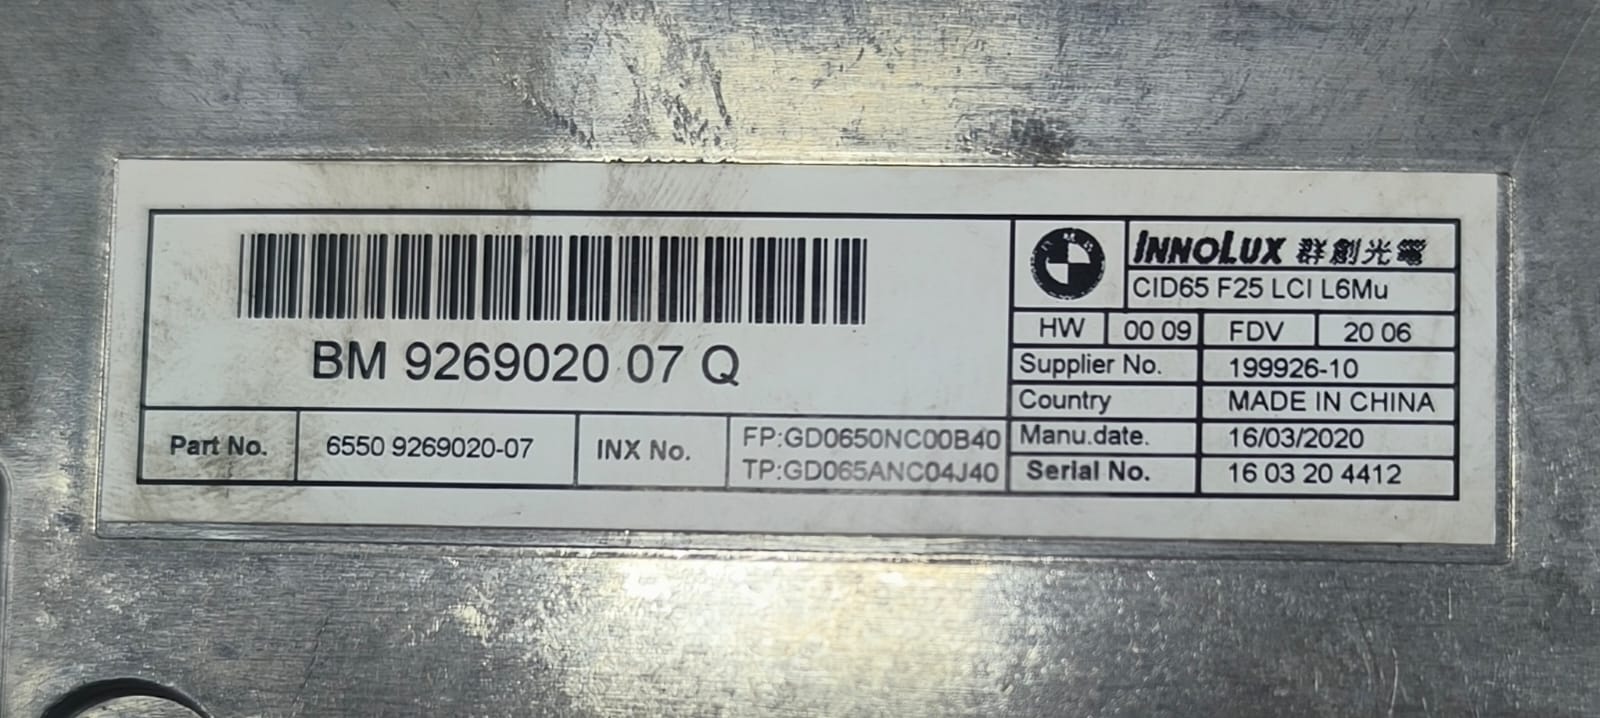 BM 9269020 07 Q
Part No. 6550 9269020-07 INX No. FP:GD0650NC00B40
TP:GD065ANC04J40
BMW
INNOLUX 群創光電
CID65 F25 LCI L6Mu
HW 00 09 FDV 20 06
Supplier No. 199926-10
Country MADE IN CHINA
Manu.date. 16/03/2020
Serial No. 16 03 20 4412